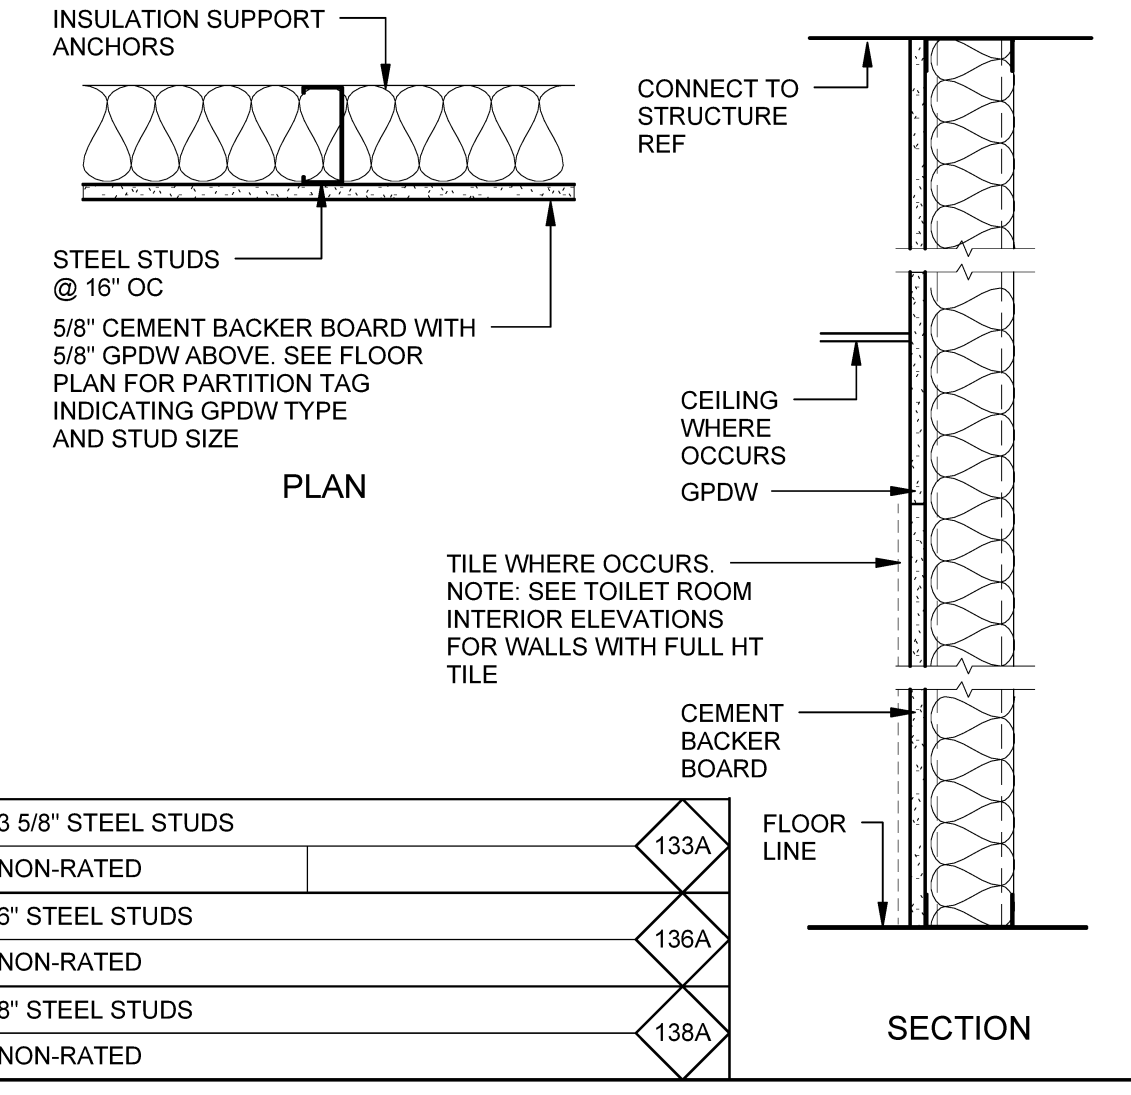 INSULATION SUPPORT
ANCHORS
STEEL STUDS
@ 16" OC
5/8" CEMENT BACKER BOARD WITH
5/8" GPDW ABOVE. SEE FLOOR
PLAN FOR PARTITION TAG
INDICATING GPDW TYPE
AND STUD SIZE
PLAN
CONNECT TO
STRUCTURE
REF
CEILING
WHERE
OCCURS
GPDW
TILE WHERE OCCURS.
NOTE: SEE TOILET ROOM
INTERIOR ELEVATIONS
FOR WALLS WITH FULL HT
TILE
CEMENT
BACKER
BOARD
FLOOR
LINE
SECTION
3 5/8" STEEL STUDS
133A
NON-RATED
6" STEEL STUDS
136A
NON-RATED
8" STEEL STUDS
138A
NON-RATED